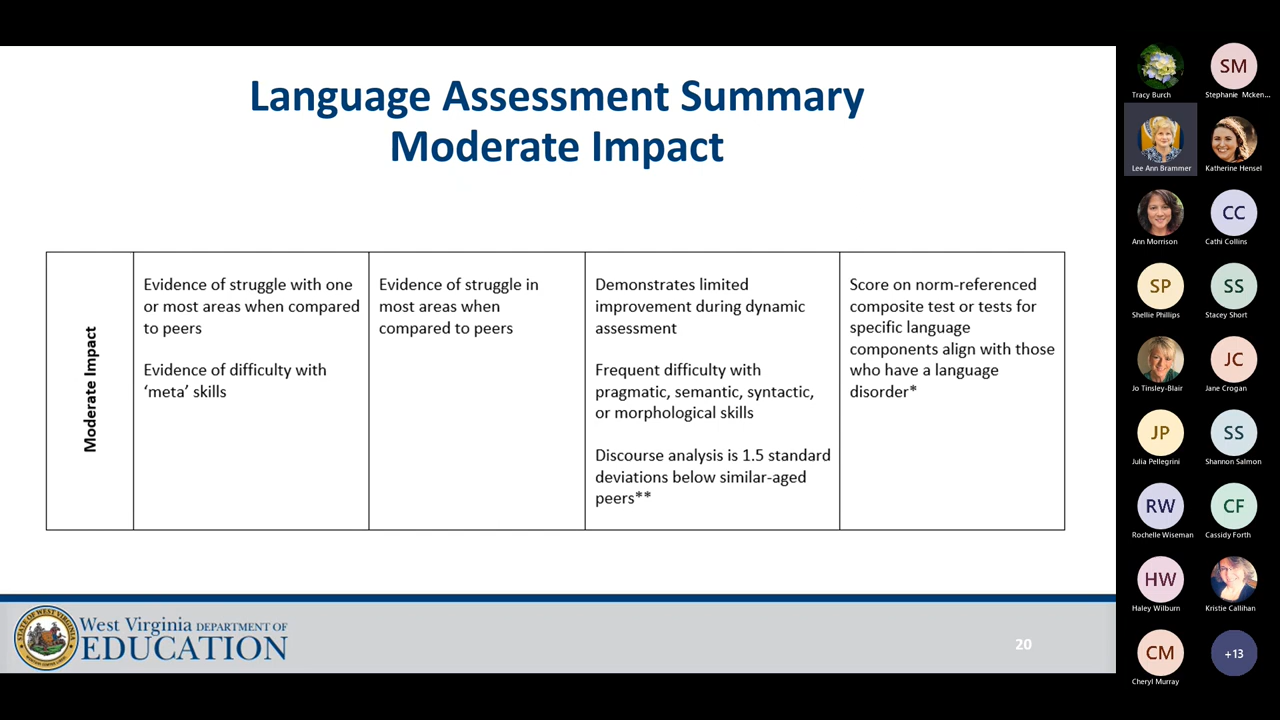 Language Assessment Summary
Moderate Impact
Moderate Impact
Evidence of struggle with one
or most areas when compared
to peers
Evidence of difficulty with
‘meta’ skills
Evidence of struggle in
most areas when
compared to peers
Demonstrates limited
improvement during dynamic
assessment
Frequent difficulty with
pragmatic, semantic, syntactic,
or morphological skills
Discourse analysis is 1.5 standard
deviations below similar-aged
peers**
Score on norm-referenced
composite test or tests for
specific language
components align with those
who have a language
disorder*
West Virginia DEPARTMENT OF
EDUCATION
20
Tracy Burch
SM
Stephanie Mcken...
Lee Ann Brammer
Katherine Hensel
Ann Morrison
CC
Cathi Collins
SP
Shellie Phillips
SS
Stacey Short
Jo Tinsley-Blair
JC
Jane Crogan
JP
Julia Pellegrini
SS
Shannon Salmon
RW
Rochelle Wiseman
CF
Cassidy Forth
HW
Haley Wilburn
Kristie Callihan
CM
Cheryl Murray
+13